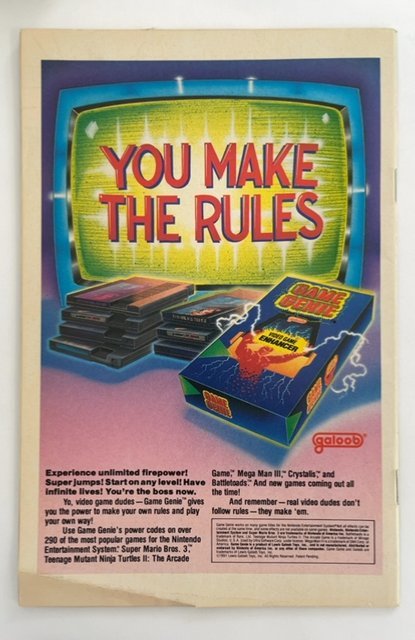 YOU MAKE
THE RULES
GAME
GENIE
galoob
VIDEO GAME
ENHANCER
GAME
GENIE
GAME
GENIE
galoob®
Experience unlimited firepower!
Super jumps! Start on any level! Have
infinite lives! You're the boss now.
Yo, video game dudes — Game Genie™ gives
you the power to make your own rules and play
your own way!
Use Game Genie's power codes on over
290 of the most popular games for the Nintendo
Entertainment System: Super Mario Bros. 3,™
Teenage Mutant Ninja Turtles II: The Arcade
Game,™ Mega Man III,™ Crystalis,™ and
Battletoads.™ And new games coming out all
the time!
And remember — real video dudes don't
follow rules — they make 'em.